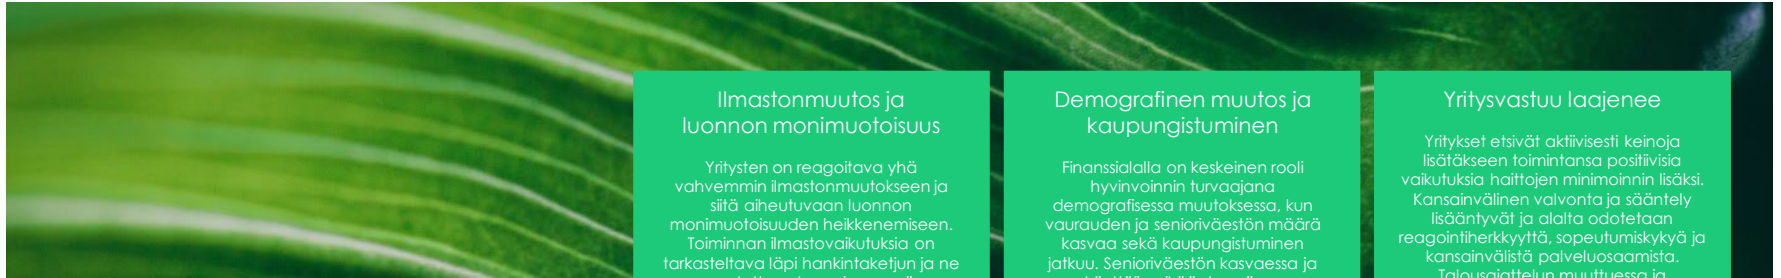 Ilmastonmuutos ja
luonnon monimuotoisuus
Yritysten on reagoitava yhä
vahvemmin ilmastonmuutokseen ja
siitä aiheutuvaan luonnon
monimuotoisuuden heikkenemiseen.
Toiminnan ilmastovaikutuksia on
tarkasteltava läpi hankintaketjun ja ne
Demografinen muutos ja
kaupungistuminen
Finanssialalla on keskeinen rooli
hyvinvoinnin turvaajana
demografisessa muutoksessa, kun
vaurauden ja senioriväestön määrä
kasvaa sekä kaupungistuminen
jatkuu. Senioriväestön kasvaessa ja
Yritysvastuu laajenee
Yritykset etsivät aktiivisesti keinoja
lisätäkseen toimintansa positiivisia
vaikutuksia haittojen minimoinnin lisäksi.
Kansainvälinen valvonta ja sääntely
lisääntyvät ja alalta odotetaan
reagointiherkkyyttä, sopeutumiskykyä ja
kansainvälistä palveluosaamista.
Talousajattelun muuttuessa ja